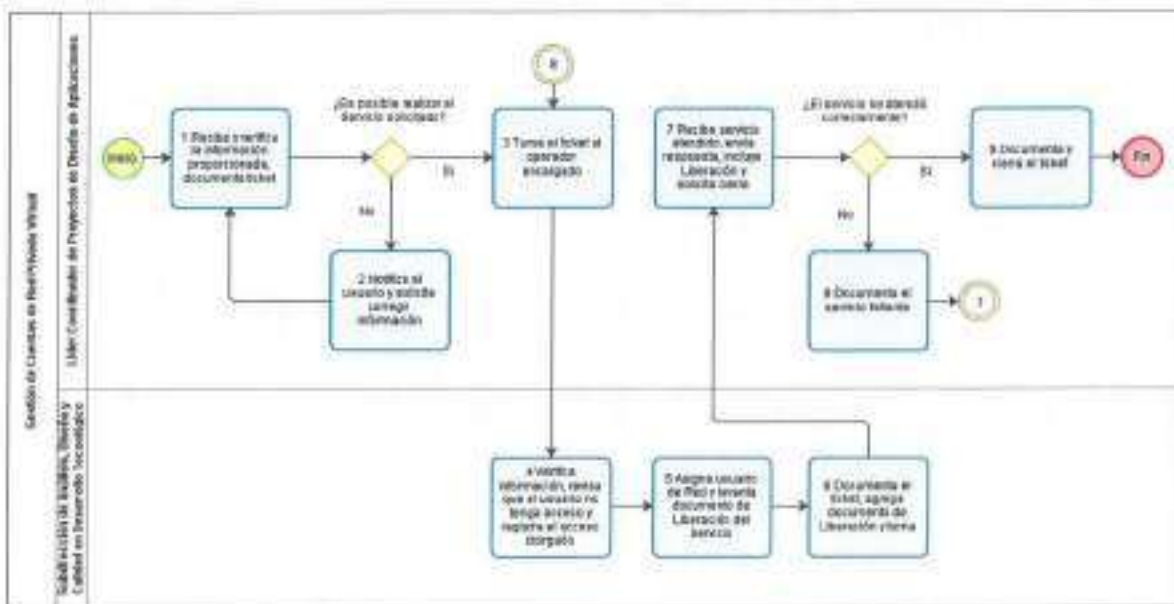 Gestión de Cuentas de Red Privada Virtual
Líder Coordinador de Proyectos de Diseño de Aplicaciones
Subdirección de Análisis, Diseño y
Calidad en Desarrollo Tecnológico
Inicio
1 Recibe y verifica
la información
proporcionada,
documenta ticket
¿Es posible realizar el
Servicio solicitado?
Si
No
2 Notifica al
usuario y solicita
corregir
información
8
3 Turna el ticket al
operador
encargado
4 Verifica
información, revisa
que el usuario no
tenga acceso y
registra el acceso
otorgado
5 Asigna usuario
de Red y levanta
documento de
Liberación del
Servicio
6 Documenta el
ticket, agrega
documento de
Liberación y turna
7 Recibe servicio
atendido, envía
respuesta, incluye
Liberación y
solicita cierre
¿El servicio se atendió
correctamente?
Si
No
8 Documenta el
servicio faltante
9 Documenta y
cierra el ticket
Fin